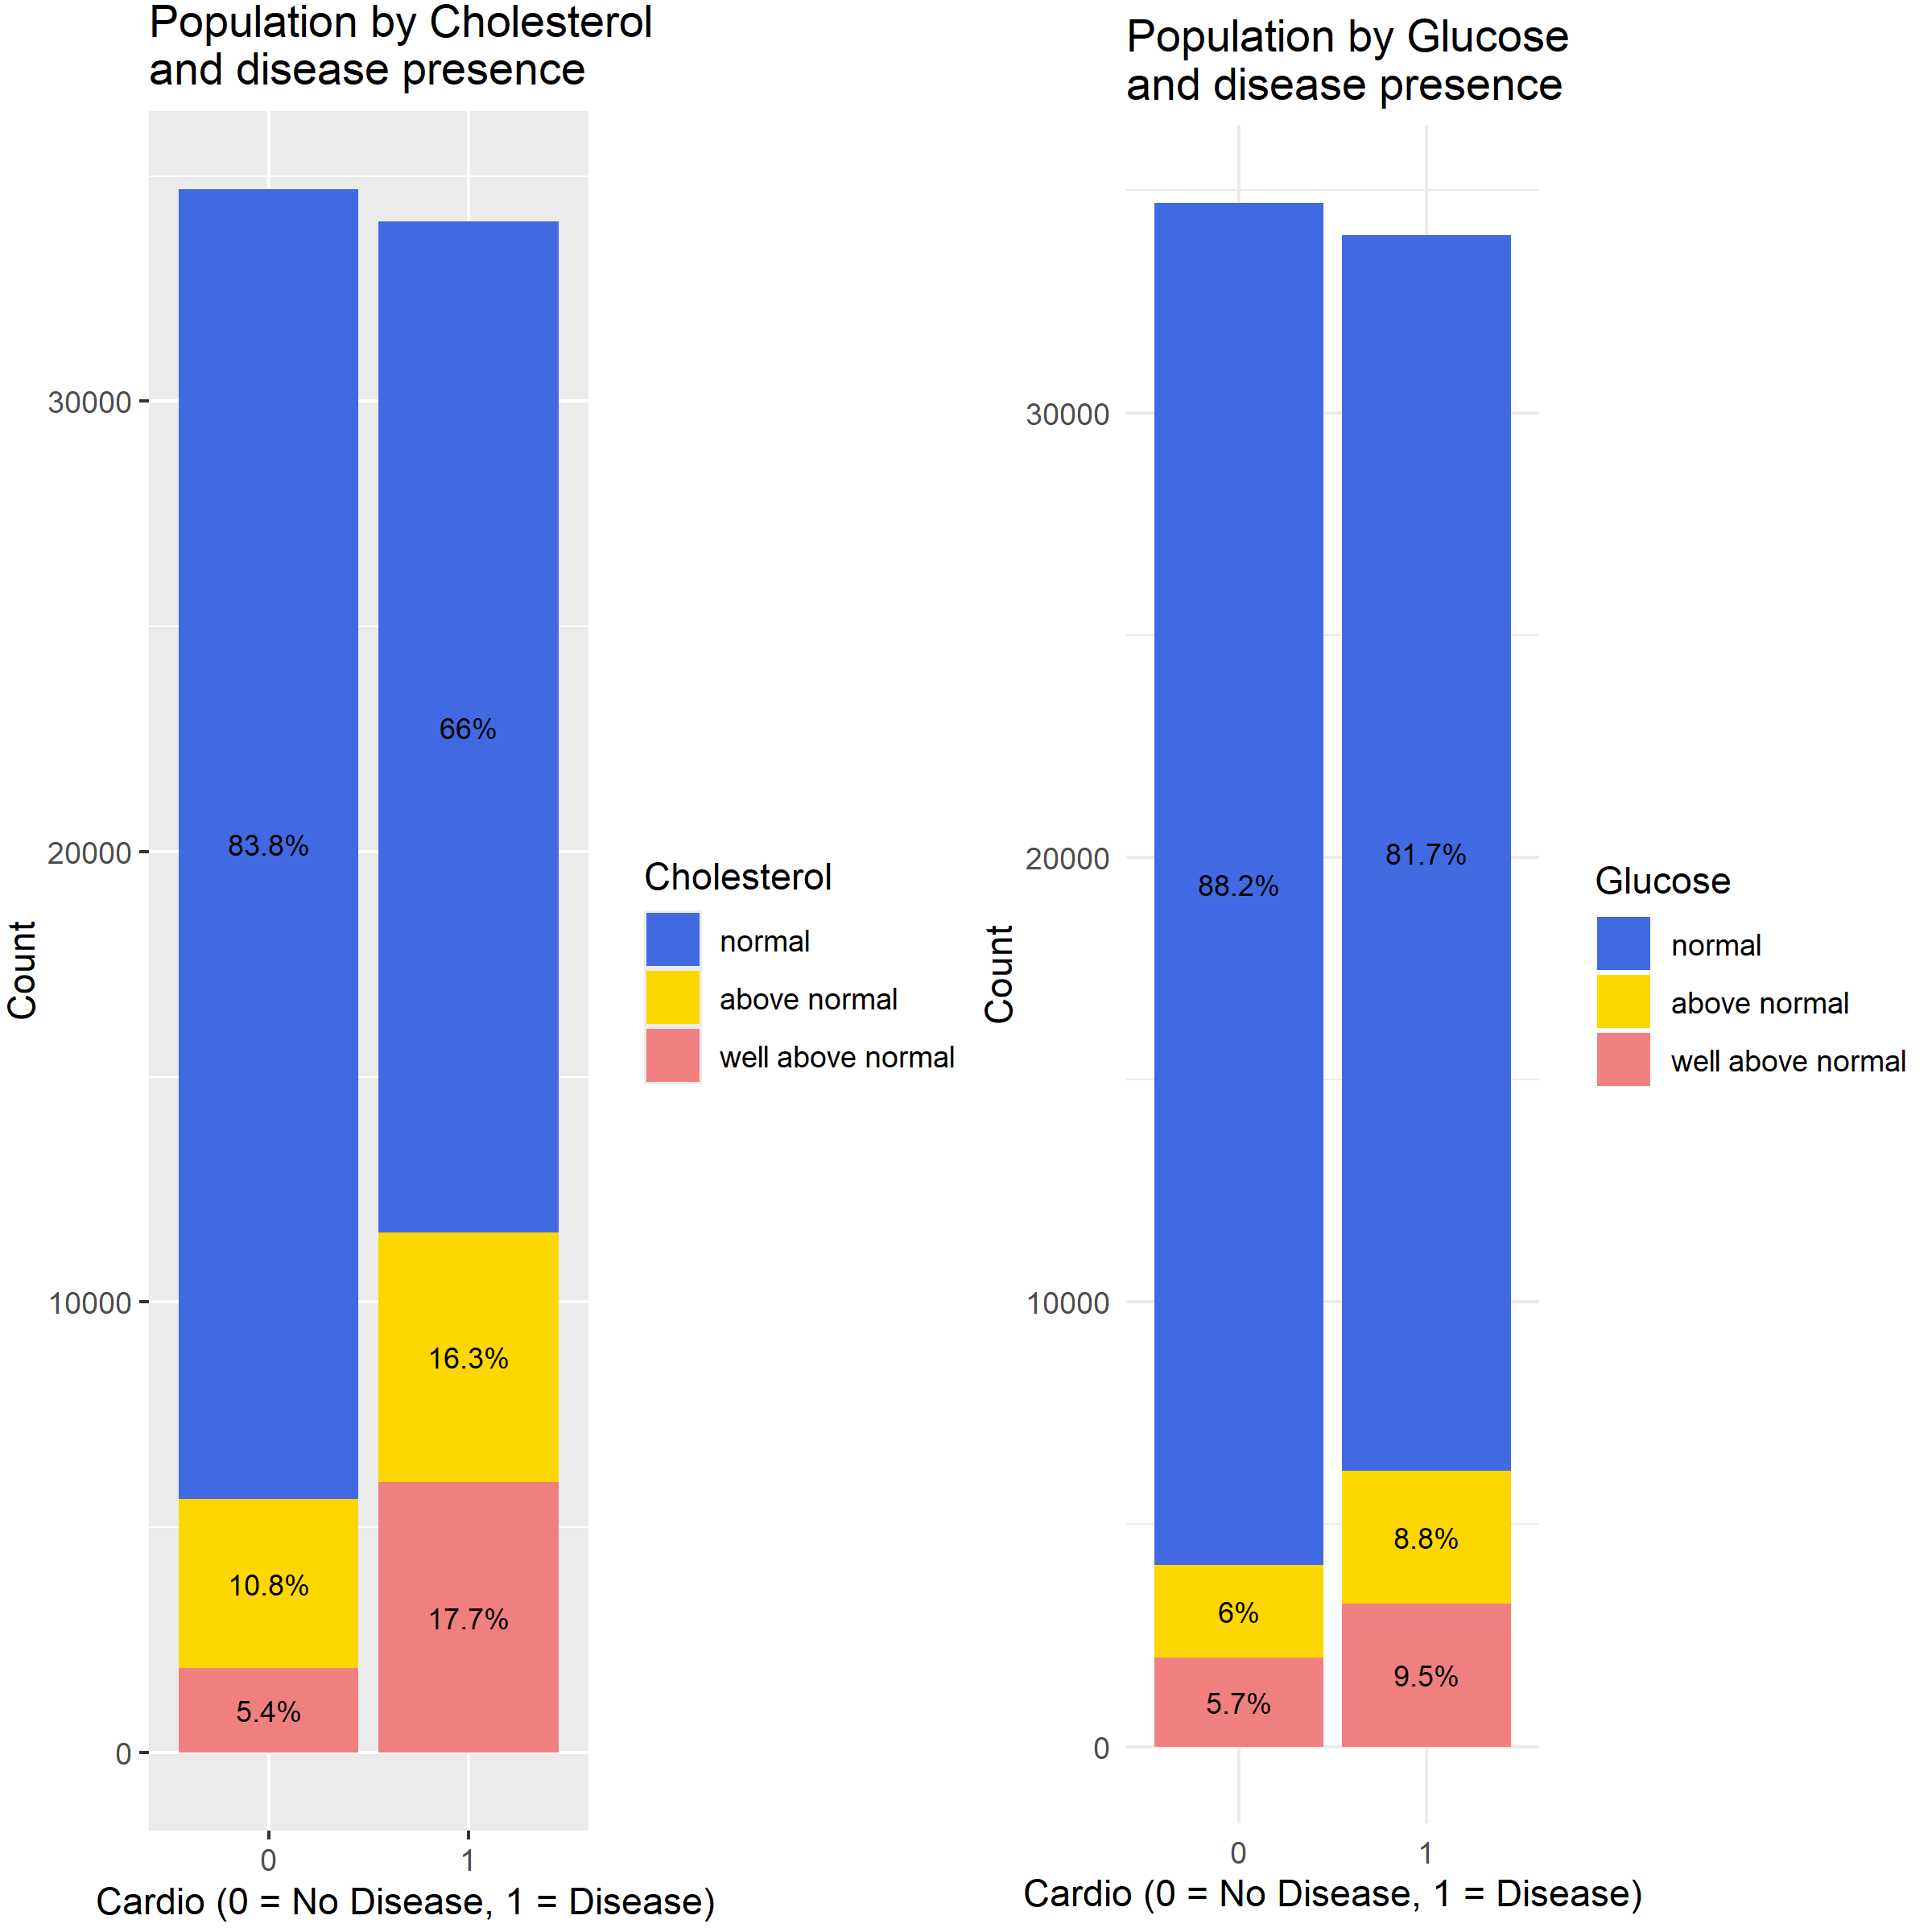 Population by Cholesterol
and disease presence
30000
20000
10000
0
Count
83.8%
10.8%
5.4%
66%
16.3%
17.7%
0
1
Cardio (0 = No Disease, 1 = Disease)
Cholesterol
normal
above normal
well above normal
Population by Glucose
and disease presence
30000
20000
10000
0
Count
88.2%
6%
5.7%
81.7%
8.8%
9.5%
0
1
Cardio (0 = No Disease, 1 = Disease)
Glucose
normal
above normal
well above normal